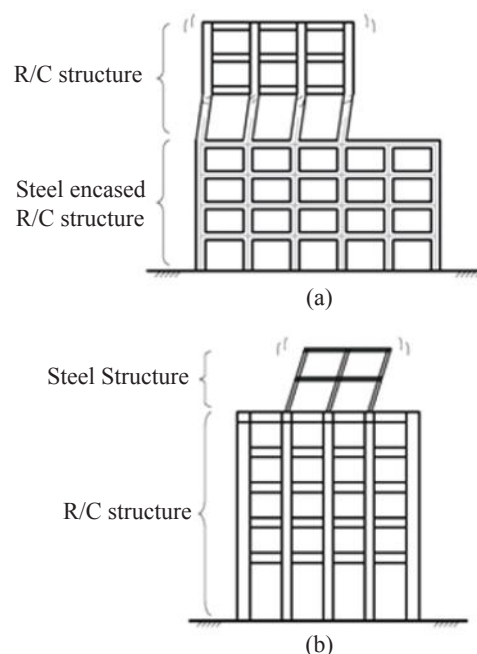 R/C structure
Steel encased
R/C structure
(a)
Steel Structure
R/C structure
(b)